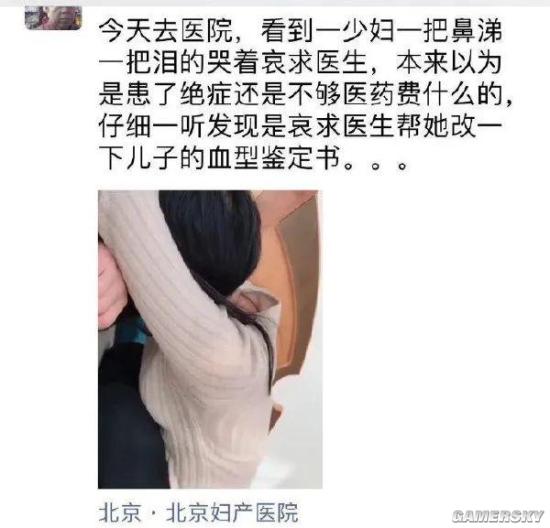 今天去医院，看到一少妇一把鼻涕
一把泪的哭着哀求医生，本来以为
是患了绝症还是不够医药费什么的，
仔细一听发现是哀求医生帮她改一
下儿子的血型鉴定书。。。
北京·北京妇产医院
GAMERSKY